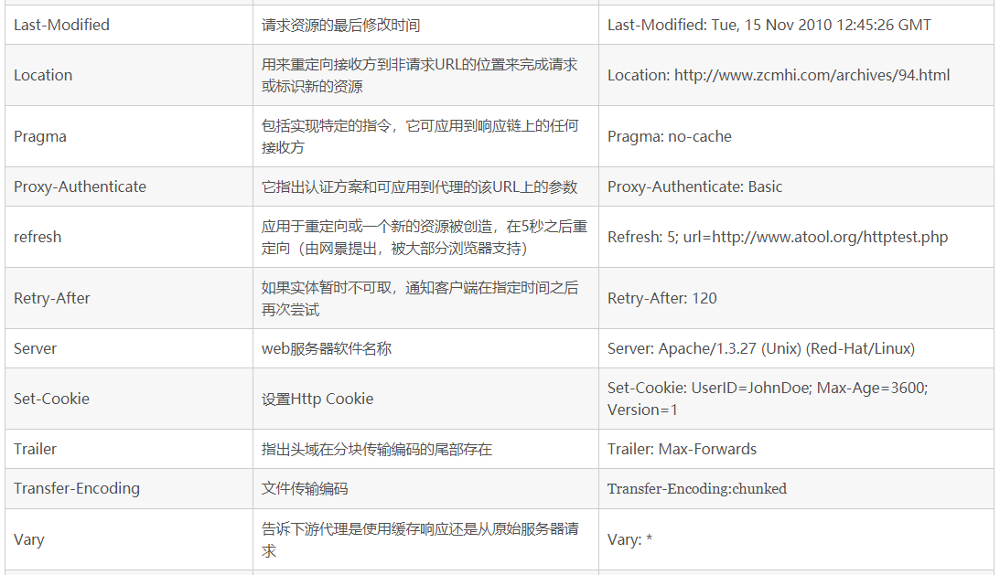 Last-Modified
请求资源的最后修改时间
Last-Modified: Tue, 15 Nov 2010 12:45:26 GMT
Location
用来重定向接收方到非请求URL的位置来完成请求
或标识新的资源
Location: http://www.zcmhi.com/archives/94.html
Pragma
包括实现特定的指令，它可应用到响应链上的任何
接收方
Pragma: no-cache
Proxy-Authenticate
它指出认证方案和可应用到代理的该URL上的参数
Proxy-Authenticate: Basic
refresh
应用于重定向或一个新的资源被创造，在5秒之后重
定向（由网景提出，被大部分浏览器支持）
Refresh: 5; url=http://www.atool.org/httptest.php
Retry-After
如果实体暂时不可取，通知客户端在指定时间之后
再次尝试
Retry-After: 120
Server
web服务器软件名称
Server: Apache/1.3.27 (Unix) (Red-Hat/Linux)
Set-Cookie
设置Http Cookie
Set-Cookie: UserID=JohnDoe; Max-Age=3600;
Version=1
Trailer
指出头域在分块传输编码的尾部存在
Trailer: Max-Forwards
Transfer-Encoding
文件传输编码
Transfer-Encoding:chunked
Vary
告诉下游代理是使用缓存响应还是从原始服务器请
求
Vary: *